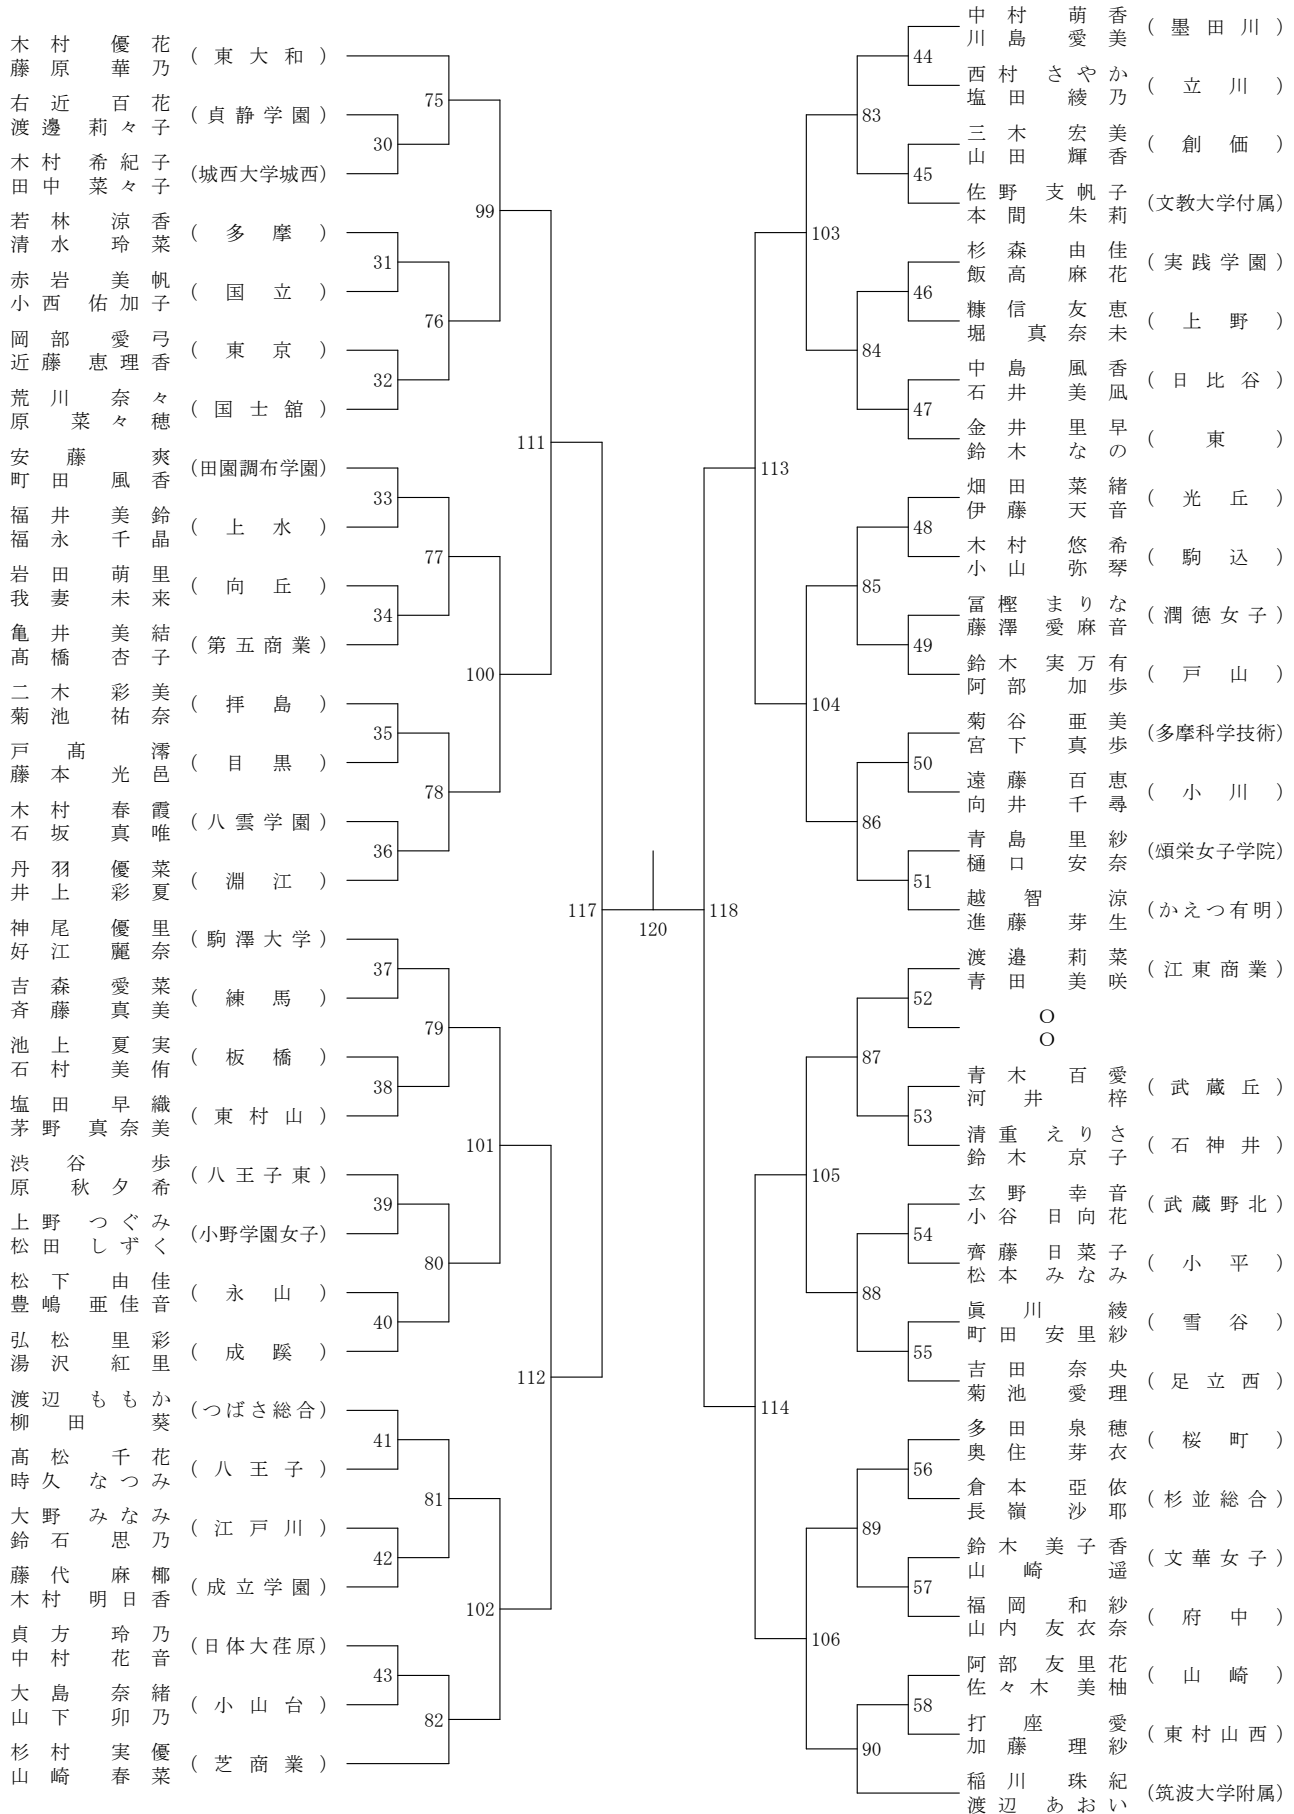 木村 優花
藤原 華乃
(東大和)
右近 百花
渡邊 莉々子
(貞静学園)
木村 希紀子
田中 菜々子
(城西大学城西)
若林 涼香
清水 玲菜
(多摩)
赤岩 美帆
小西 佑加子
(国立)
岡部 愛弓
近藤 恵理香
(東京)
荒川 奈々
原 菜々穂
(国士舘)
安藤 爽
町田 風香
(田園調布学園)
福井 美鈴
福永 千晶
(上水)
岩田 萌里
我妻 未来
(向丘)
亀井 美結
髙橋 杏子
(第五商業)
二木 彩美
菊池 祐奈
(拝島)
戸髙 澪
藤本 光邑
(目黒)
木村 春霞
石坂 真唯
(八雲学園)
丹羽 優菜
井上 彩夏
(淵江)
神尾 優里
好江 麗奈
(駒澤大学)
吉森 愛菜
斉藤 真美
(練馬)
池上 夏実
石村 美侑
(板橋)
塩田 早織
茅野 真奈美
(東村山)
渋谷 歩
原 秋夕希
(八王子東)
上野 つぐみ
松田 しずく
(小野学園女子)
松下 由佳
豊嶋 亜佳音
(永山)
弘松 里彩
湯沢 紅里
(成蹊)
渡辺 ももか
柳田 葵
(つばさ総合)
髙松 千花
時久 なつみ
(八王子)
大野 みなみ
鈴石 思乃
(江戸川)
藤代 麻椰
木村 明日香
(成立学園)
貞方 玲乃
中村 花音
(日体大荏原)
大島 奈緒
山下 卯乃
(小山台)
杉村 実優
山崎 春菜
(芝商業)
75
30
99
31
76
32
111
33
77
34
100
35
78
36
117
37
79
38
101
39
80
40
112
41
81
42
102
43
82
120
118
44
83
45
103
46
84
47
113
48
85
49
104
50
86
51
52
87
53
105
54
88
55
114
56
89
57
106
58
90
中村 萌香
川島 愛美
(墨田川)
西村 さやか
塩田 綾乃
(立川)
三木 宏美
山田 輝香
(創価)
佐野 支帆子
本間 朱莉
(文教大学付属)
杉森 由佳
飯高 麻花
(実践学園)
糠信 友恵
堀 真奈未
(上野)
中島 風香
石井 美凪
(日比谷)
金井 里早
鈴木 なの
(東)
畑田 菜緒
伊藤 天音
(光丘)
木村 悠希
小山 弥琴
(駒込)
冨樫 まりな
藤澤 愛麻音
(潤徳女子)
鈴木 実万有
阿部 加歩
(戸山)
菊谷 亜美
宮下 真歩
(多摩科学技術)
遠藤 百恵
向井 千尋
(小川)
青島 里紗
樋口 安奈
(頌栄女子学院)
越智 涼
進藤 芽生
(かえつ有明)
渡邉 莉菜
青田 美咲
(江東商業)
○
○
青木 百愛
河井 梓
(武蔵丘)
清重 えりさ
鈴木 京子
(石神井)
玄野 幸音
小谷 日向花
(武蔵野北)
齊藤 日菜子
松本 みなみ
(小平)
眞川 綾
町田 安里紗
(雪谷)
吉田 奈央
菊池 愛理
(足立西)
多田 泉穂
奥住 芽衣
(桜町)
倉本 亞依
長嶺 沙耶
(杉並総合)
鈴木 美子香
山崎 遥
(文華女子)
福岡 和紗
山内 友衣奈
(府中)
阿部 友里花
佐々木 美柚
(山崎)
打座 愛
加藤 理紗
(東村山西)
稲川 珠紀
渡辺 あおい
(筑波大学附属)